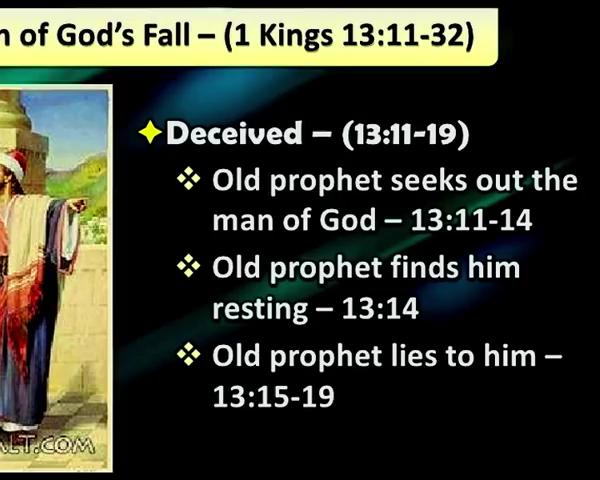 of God's Fall – (1 Kings 13:11-32)
Deceived – (13:11-19)
Old prophet seeks out the
man of God – 13:11-14
Old prophet finds him
resting – 13:14
Old prophet lies to him –
13:15-19
LT.COM